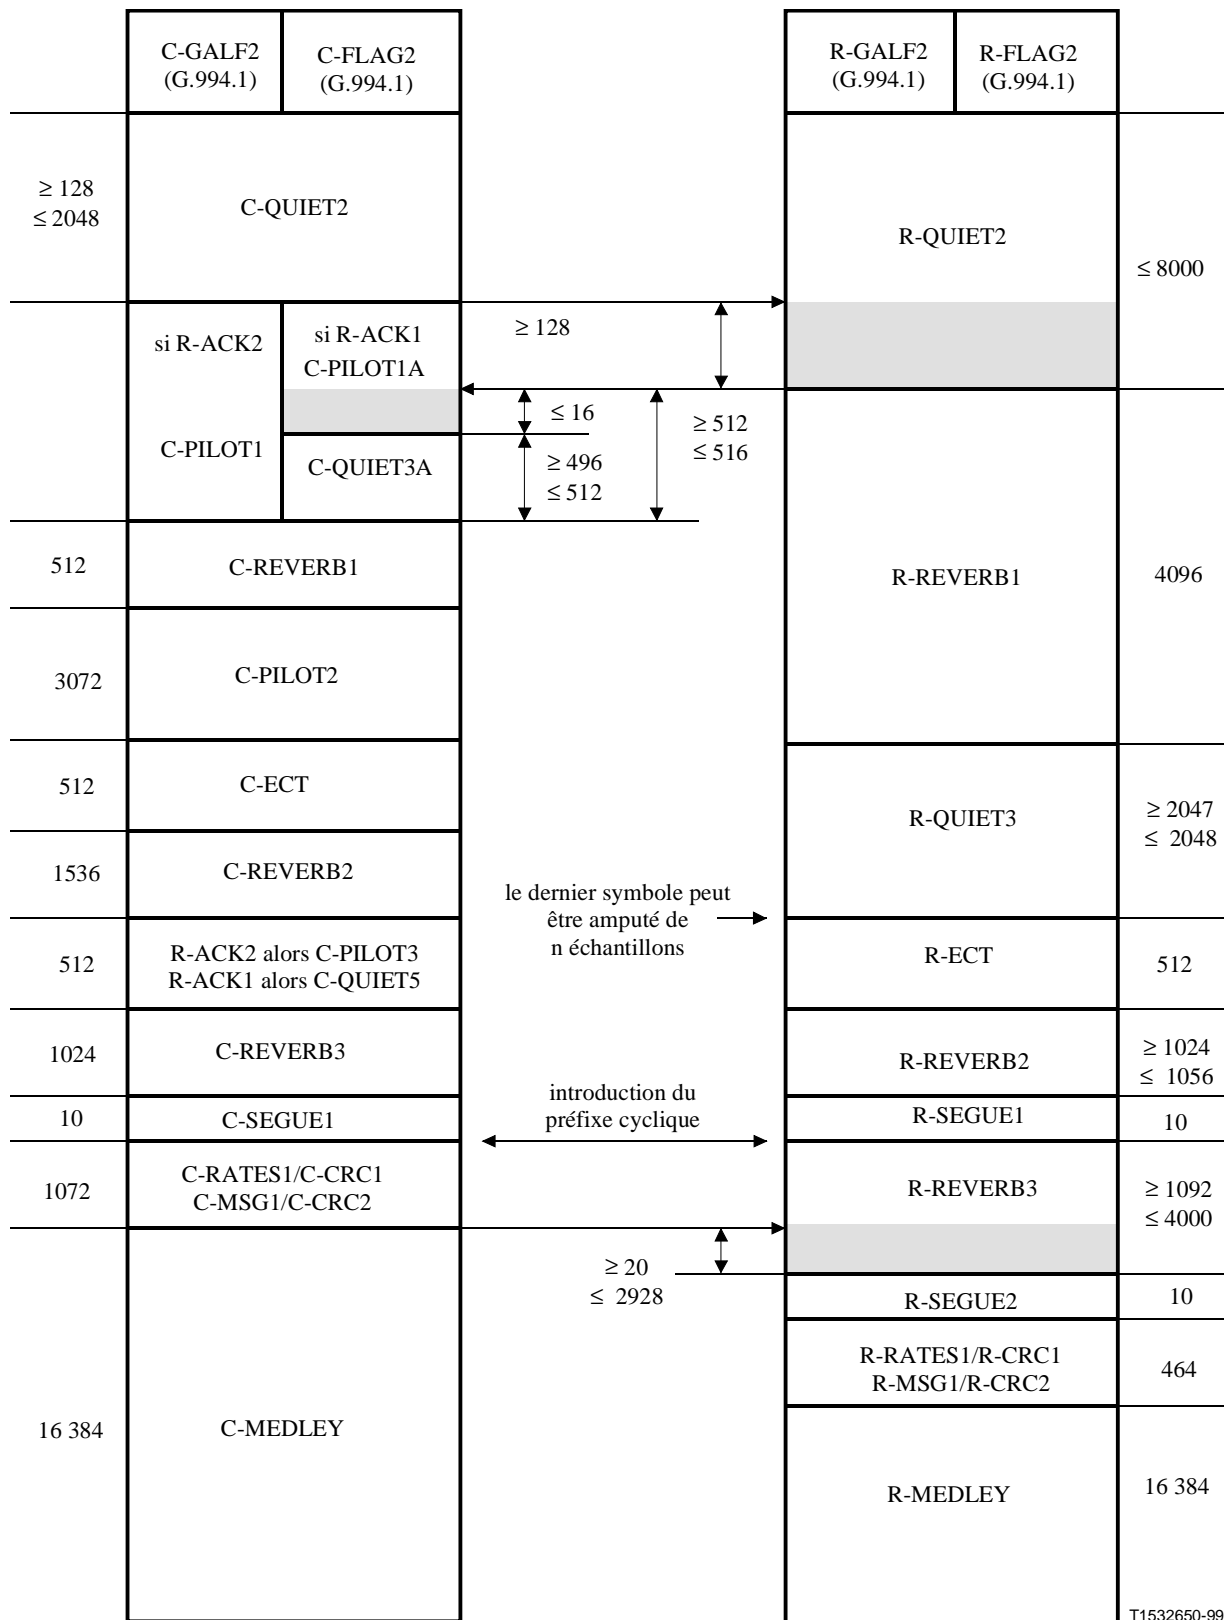 C-GALF2
(G.994.1)
C-FLAG2
(G.994.1)
R-GALF2
(G.994.1)
R-FLAG2
(G.994.1)
≥ 128
≤ 2048
C-QUIET2
R-QUIET2
≤ 8000
si R-ACK2
si R-ACK1
C-PILOT1A
≥ 128
≤ 16
≥ 512
≤ 516
C-PILOT1
C-QUIET3A
≥ 496
≤ 512
512
C-REVERB1
R-REVERB1
4096
3072
C-PILOT2
512
C-ECT
R-QUIET3
≥ 2047
≤ 2048
1536
C-REVERB2
le dernier symbole peut
être amputé de
n échantillons
512
R-ACK2 alors C-PILOT3
R-ACK1 alors C-QUIET5
R-ECT
512
1024
C-REVERB3
R-REVERB2
≥ 1024
≤ 1056
introduction du
préfixe cyclique
10
C-SEGUE1
R-SEGUE1
10
1072
C-RATES1/C-CRC1
C-MSG1/C-CRC2
R-REVERB3
≥ 1092
≤ 4000
≥ 20
≤ 2928
R-SEGUE2
10
R-RATES1/R-CRC1
R-MSG1/R-CRC2
464
16 384
C-MEDLEY
R-MEDLEY
16 384
T1532650-99